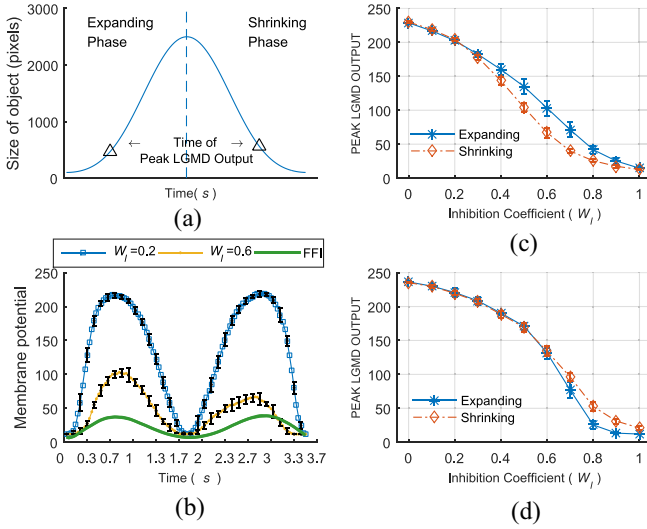 Expanding Phase
Shrinking Phase
Size of object (pixels)
3000
2000
1000
0
← Time of →
Peak LGMD Output
Time( s )
(a)
PEAK LGMD OUTPUT
250
200
150
100
50
0
Expanding
Shrinking
0 0.2 0.4 0.6 0.8 1
Inhibition Coefficient ( W_I )
(c)
W_I =0.2 W_I =0.6 FFI
Membrane potential
250
200
150
100
50
0
0 0.3 0.7 1 1.3 1.7 2 2.3 2.7 3 3.3 3.7
Time ( s )
(b)
PEAK LGMD OUTPUT
250
200
150
100
50
0
Expanding
Shrinking
0 0.2 0.4 0.6 0.8 1
Inhibition Coefficient ( W_I )
(d)